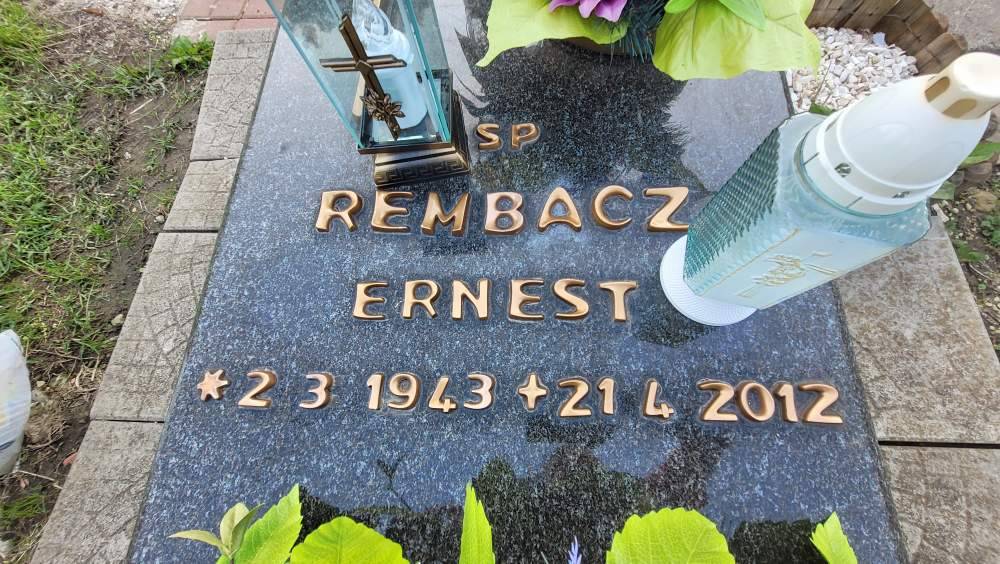 SP
REMBACZ
ERNEST
* 2 3 1943 + 21 4 2012